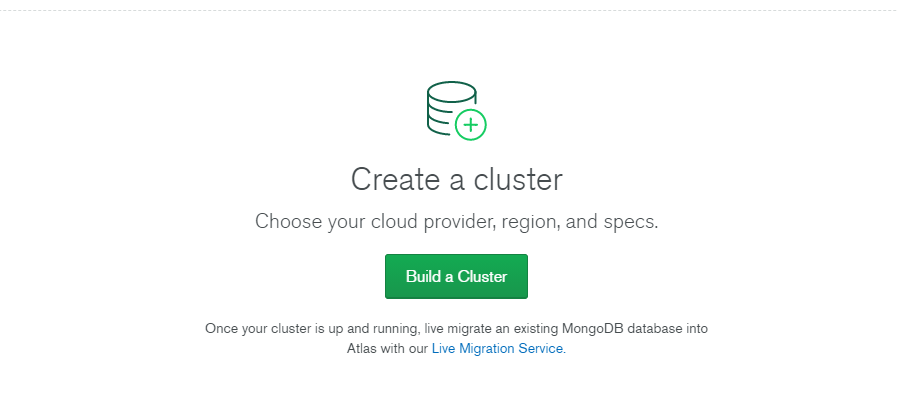 Create a cluster
Choose your cloud provider, region, and specs.
Build a Cluster
Once your cluster is up and running, live migrate an existing MongoDB database into
Atlas with our Live Migration Service.